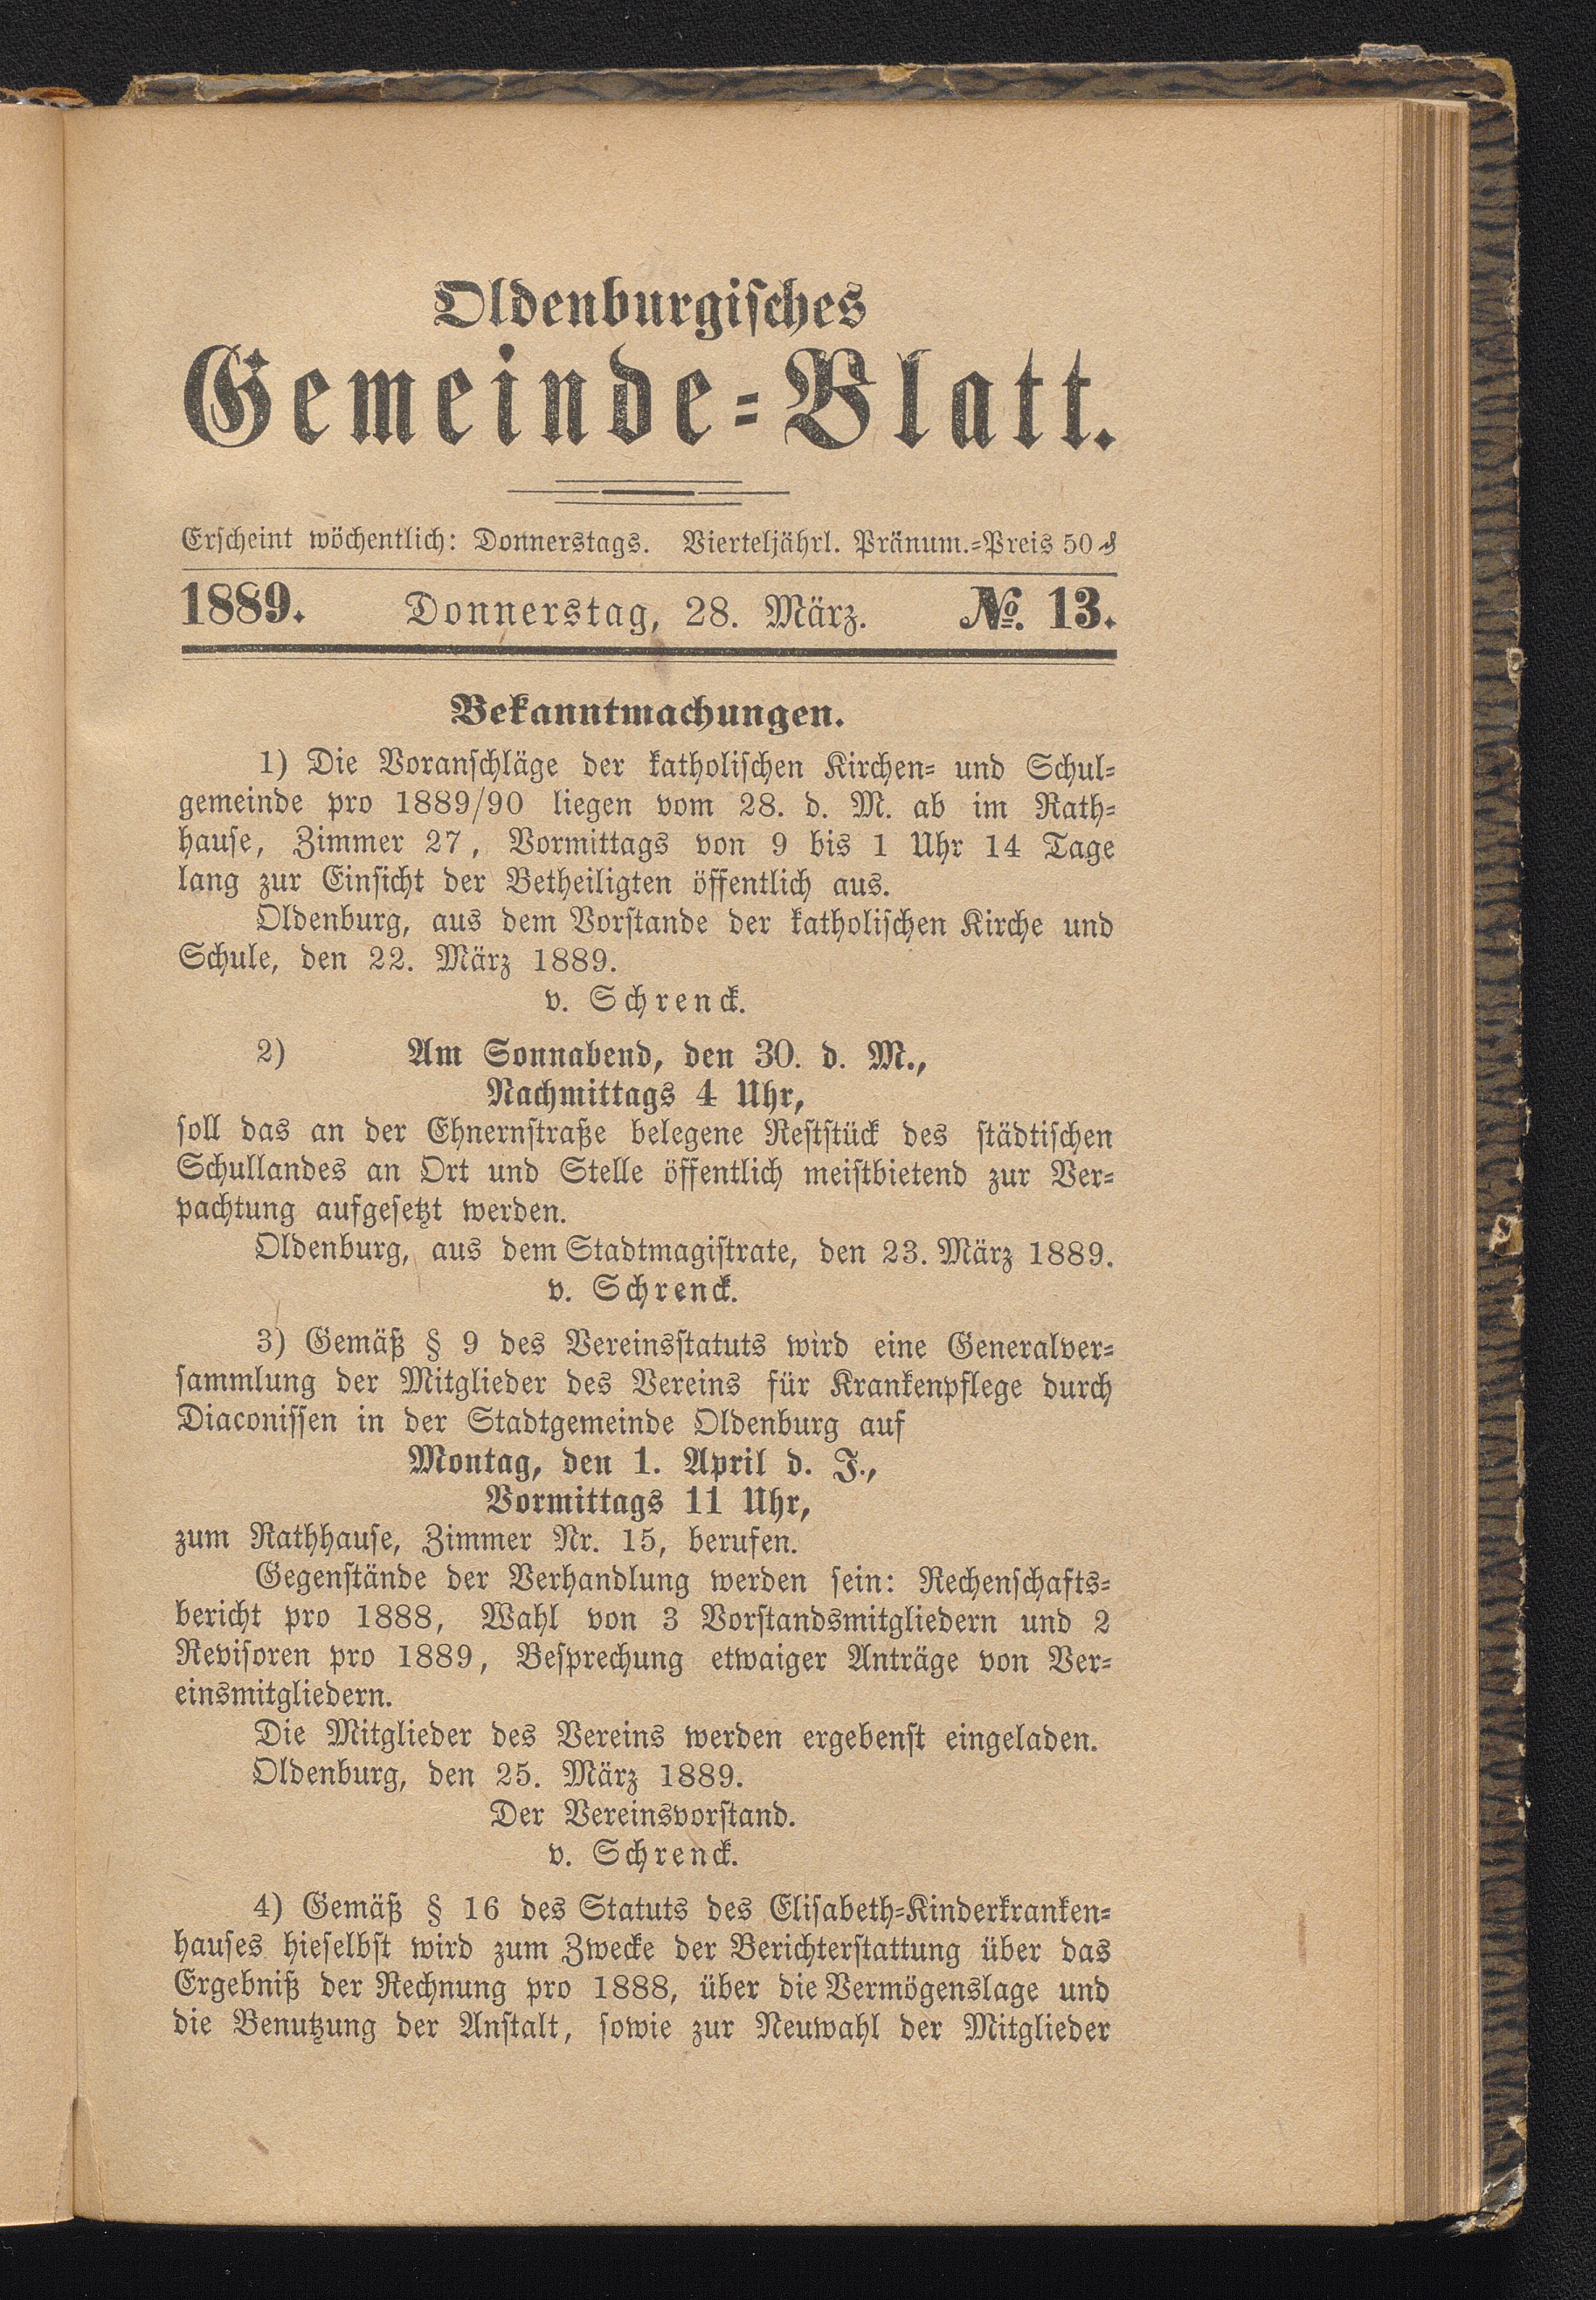 Oldenburgisches
Gemeinde-Blatt.
Erscheint wöchentlich: Donnerstags. Vierteljährl. Pränum.-Preis 50 ₰
1889. Donnerstag, 28. März. №. 13.
Bekanntmachungen.
1) Die Voranschläge der katholischen Kirchen- und Schul-
gemeinde pro 1889/90 liegen vom 28. d. M. ab im Rath-
hause, Zimmer 27, Vormittags von 9 bis 1 Uhr 14 Tage
lang zur Einsicht der Betheiligten öffentlich aus.
Oldenburg, aus dem Vorstande der katholischen Kirche und
Schule, den 22. März 1889.
v. Schrenck.
2) Am Sonnabend, den 30. d. M.,
Nachmittags 4 Uhr,
soll das an der Ehnernstraße belegene Reststück des städtischen
Schullandes an Ort und Stelle öffentlich meistbietend zur Ver-
pachtung aufgesetzt werden.
Oldenburg, aus dem Stadtmagistrate, den 23. März 1889.
v. Schrenck.
3) Gemäß § 9 des Vereinsstatuts wird eine Generalver-
sammlung der Mitglieder des Vereins für Krankenpflege durch
Diaconissen in der Stadtgemeinde Oldenburg auf
Montag, den 1. April d. J.,
Vormittags 11 Uhr,
zum Rathhause, Zimmer Nr. 15, berufen.
Gegenstände der Verhandlung werden sein: Rechenschafts-
bericht pro 1888, Wahl von 3 Vorstandsmitgliedern und 2
Revisoren pro 1889, Besprechung etwaiger Anträge von Ver-
einsmitgliedern.
Die Mitglieder des Vereins werden ergebenst eingeladen.
Oldenburg, den 25. März 1889.
Der Vereinsvorstand.
v. Schrenck.
4) Gemäß § 16 des Statuts des Elisabeth-Kinderkranken-
hauses hieselbst wird zum Zwecke der Berichterstattung über das
Ergebniß der Rechnung pro 1888, über die Vermögenslage und
die Benutzung der Anstalt, sowie zur Neuwahl der Mitglieder